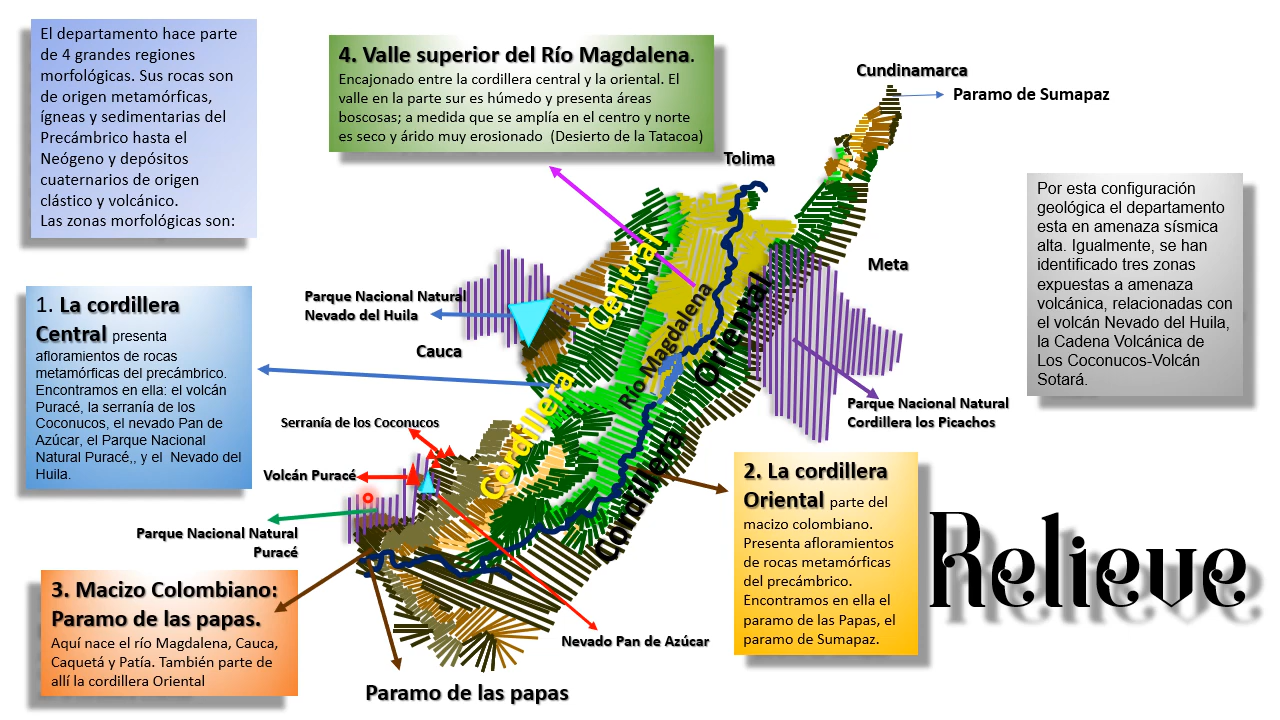 El departamento hace parte
de 4 grandes regiones
morfológicas. Sus rocas son
de origen metamórficas,
ígneas y sedimentarias del
Precámbrico hasta el
Neógeno y depósitos
cuaternarios de origen
clástico y volcánico.
Las zonas morfológicas son:
4. Valle superior del Río Magdalena.
Encajonado entre la cordillera central y la oriental. El
valle en la parte sur es húmedo y presenta áreas
boscosas; a medida que se amplía en el centro y norte
es seco y árido muy erosionado (Desierto de la Tatacoa)
Cundinamarca
Paramo de Sumapaz
Tolima
Por esta configuración
geológica el departamento
esta en amenaza sísmica
alta. Igualmente, se han
identificado tres zonas
expuestas a amenaza
volcánica, relacionadas con
el volcán Nevado del Huila,
la Cadena Volcánica de
Los Coconucos-Volcán
Sotará.
Meta
1. La cordillera
Central presenta
afloramientos de rocas
metamórficas del precámbrico.
Encontramos en ella: el volcán
Puracé, la serranía de los
Coconucos, el nevado Pan de
Azúcar, el Parque Nacional
Natural Puracé,, y el Nevado del
Huila.
Parque Nacional Natural
Nevado del Huila
Cauca
Cordillera Central
Río Magdalena
Cordillera Oriental
Parque Nacional Natural
Cordillera los Picachos
Serranía de los Coconucos
Volcán Puracé
Parque Nacional Natural
Puracé
2. La cordillera
Oriental parte del
macizo colombiano.
Presenta afloramientos
de rocas metamórficas
del precámbrico.
Encontramos en ella el
paramo de las Papas, el
paramo de Sumapaz.
Relieve
3. Macizo Colombiano:
Paramo de las papas.
Aquí nace el río Magdalena, Cauca,
Caquetá y Patía. También parte de
allí la cordillera Oriental
Nevado Pan de Azúcar
Paramo de las papas